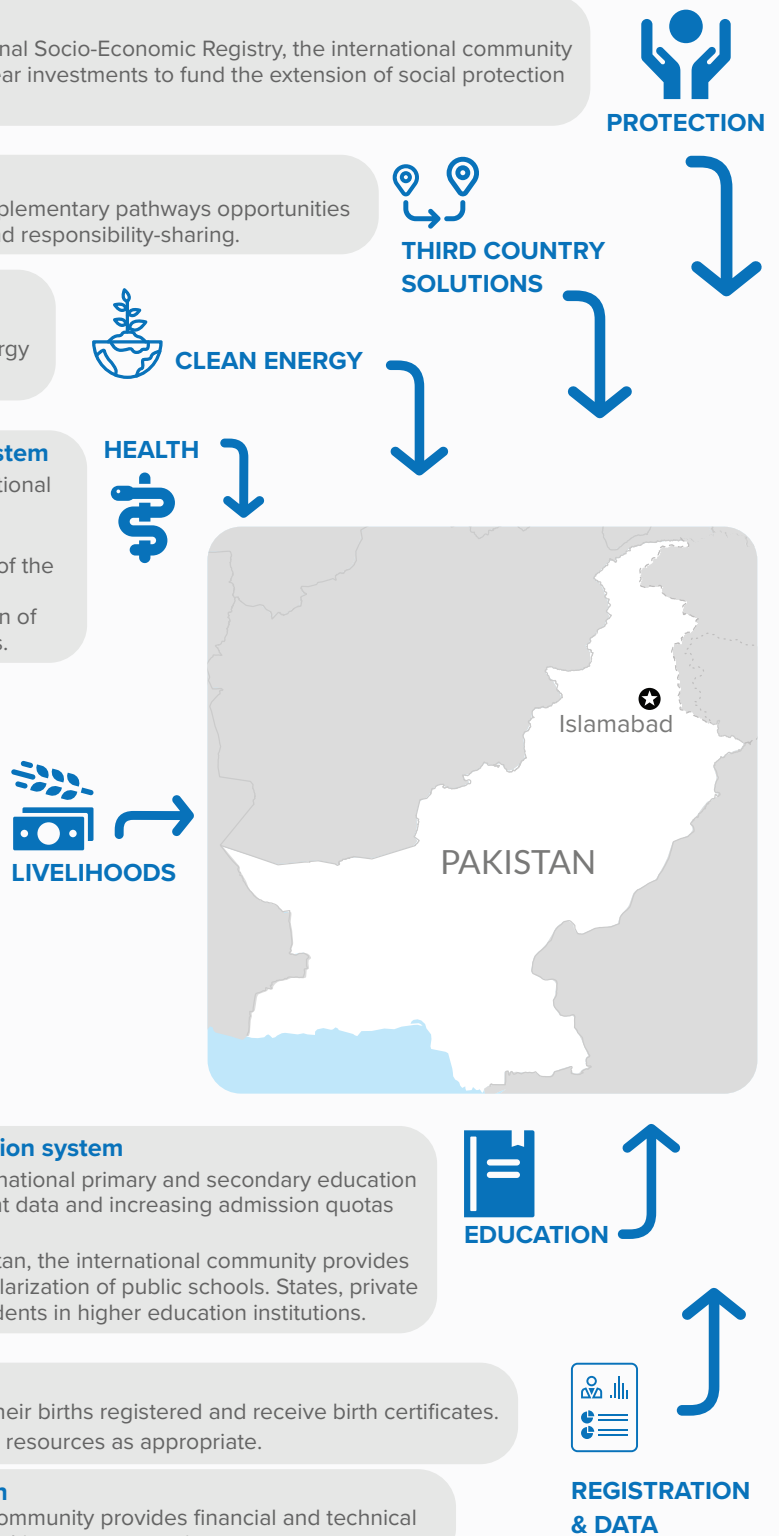 nal Socio-Economic Registry, the international community
ear investments to fund the extension of social protection
PROTECTION
plementary pathways opportunities
nd responsibility-sharing.
THIRD COUNTRY
SOLUTIONS
rgy
CLEAN ENERGY
stem
tional
of the
n of
s.
HEALTH
Islamabad
PAKISTAN
LIVELIHOODS
ion system
national primary and secondary education
nt data and increasing admission quotas
tan, the international community provides
ularization of public schools. States, private
dents in higher education institutions.
EDUCATION
heir births registered and receive birth certificates.
resources as appropriate.
REGISTRATION
& DATA
n
ommunity provides financial and technical